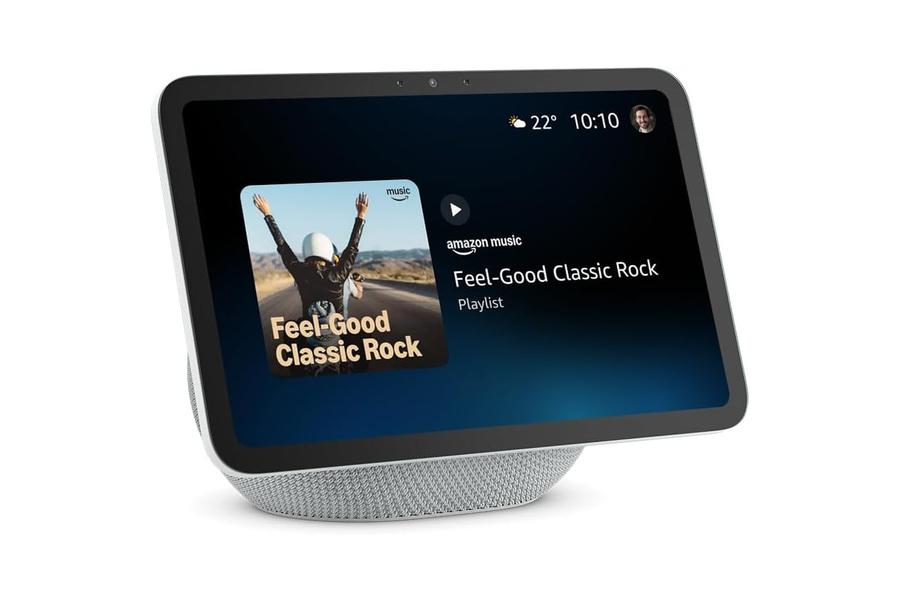 22° 10:10
music
amazon music
Feel-Good Classic Rock
Playlist
Feel-Good
Classic Rock